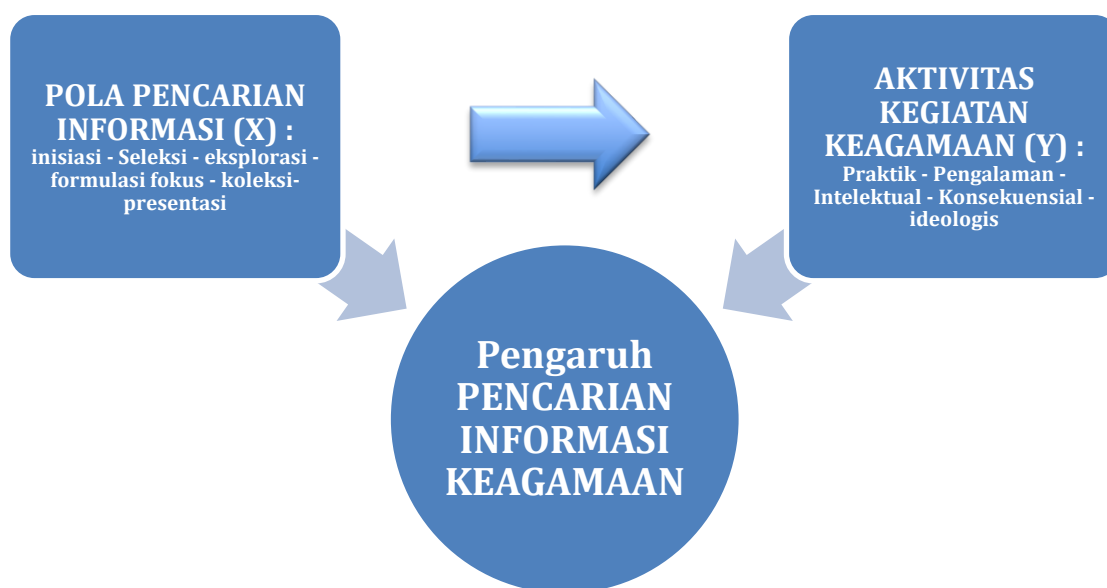 POLA PENCARIAN
INFORMASI (X) :
inisiasi - Seleksi - eksplorasi -
formulasi fokus - koleksi-
presentasi
AKTIVITAS
KEGIATAN
KEAGAMAAN (Y) :
Praktik - Pengalaman -
Intelektual - Konsekuensial -
ideologis
Pengaruh
PENCARIAN
INFORMASI
KEAGAMAAN